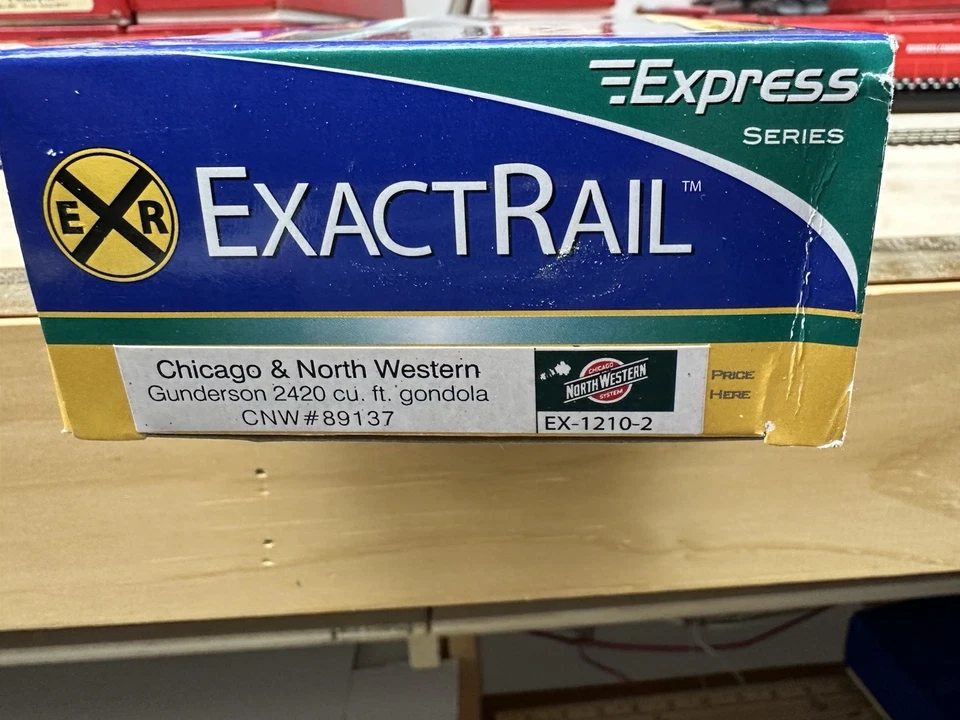 Express
SERIES
E R
EXACTRAIL™
Chicago & North Western
Gunderson 2420 cu. ft. gondola
CNW#89137
CHICAGO
NORTH WESTERN
SYSTEM
EX-1210-2
PRICE
HERE